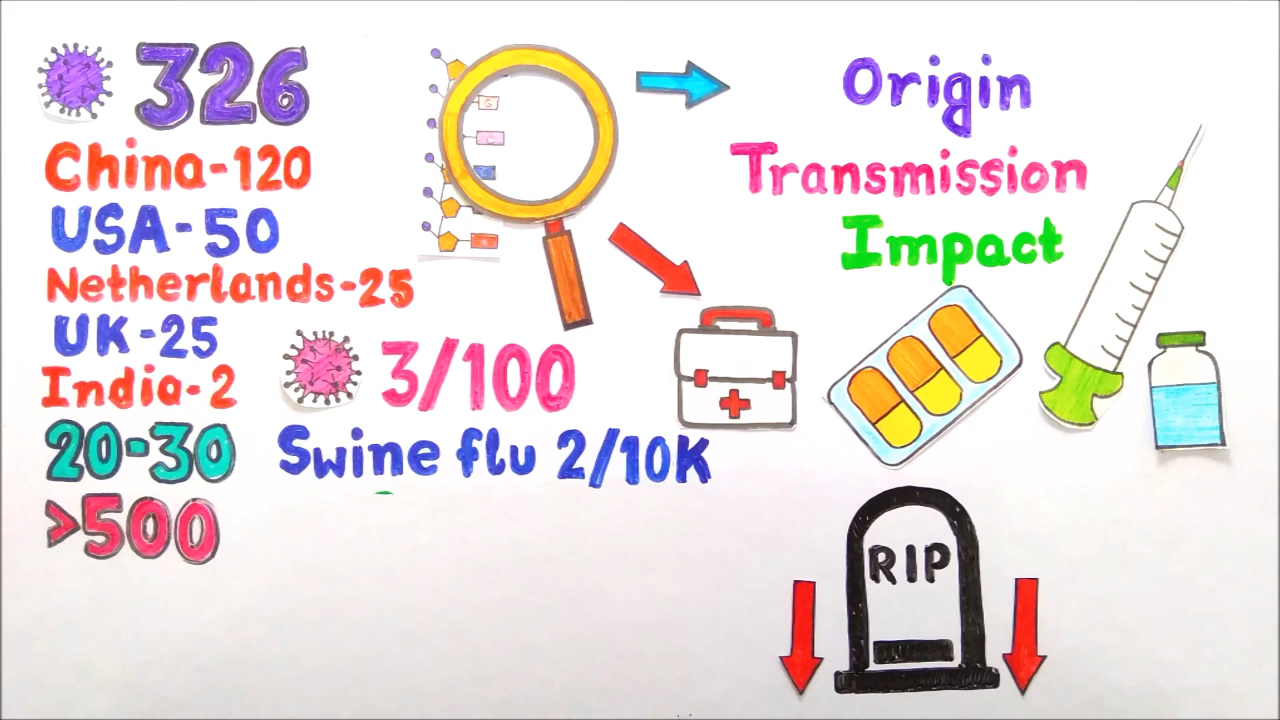 326
China-120
USA-50
Netherlands-25
UK-25
India-2
20-30
>500
3/100
Swine flu 2/10K
G
Origin
Transmission
Impact
RIP